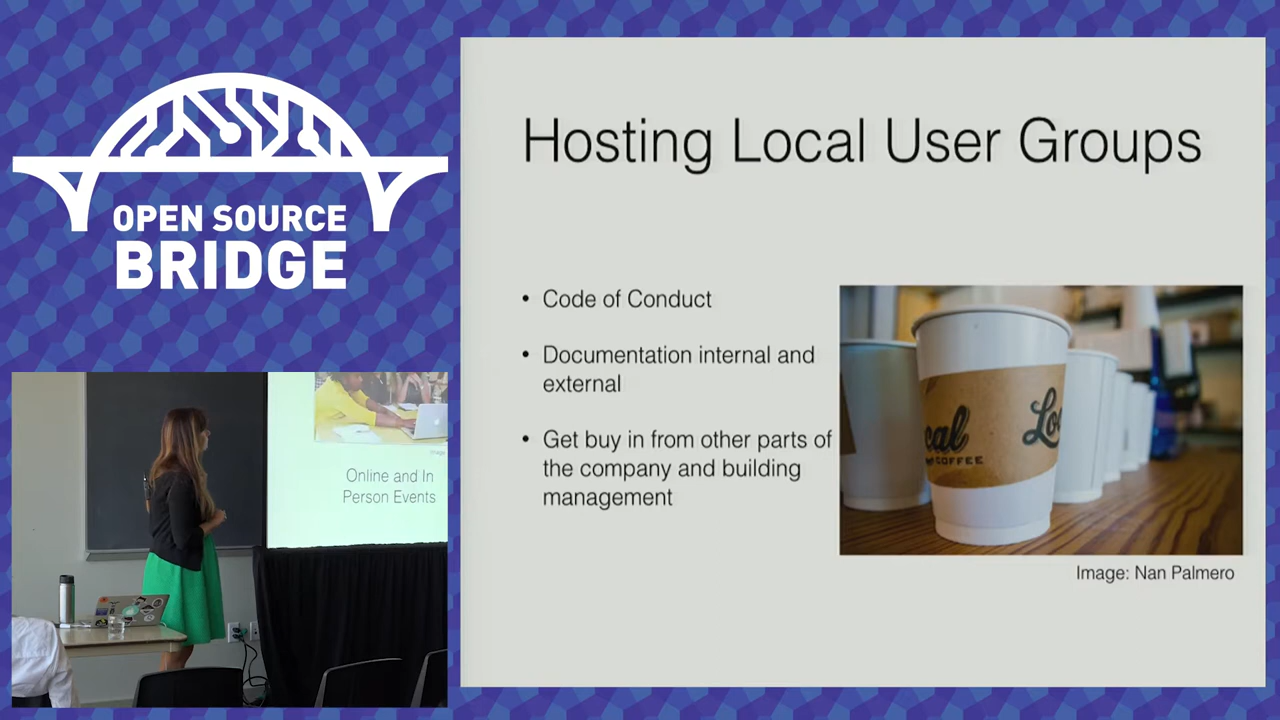 OPEN SOURCE
BRIDGE
Hosting Local User Groups
• Code of Conduct
• Documentation internal and
external
• Get buy in from other parts of
the company and building
management
COFFEE
Image: Nan Palmero
Online and In
Person Events